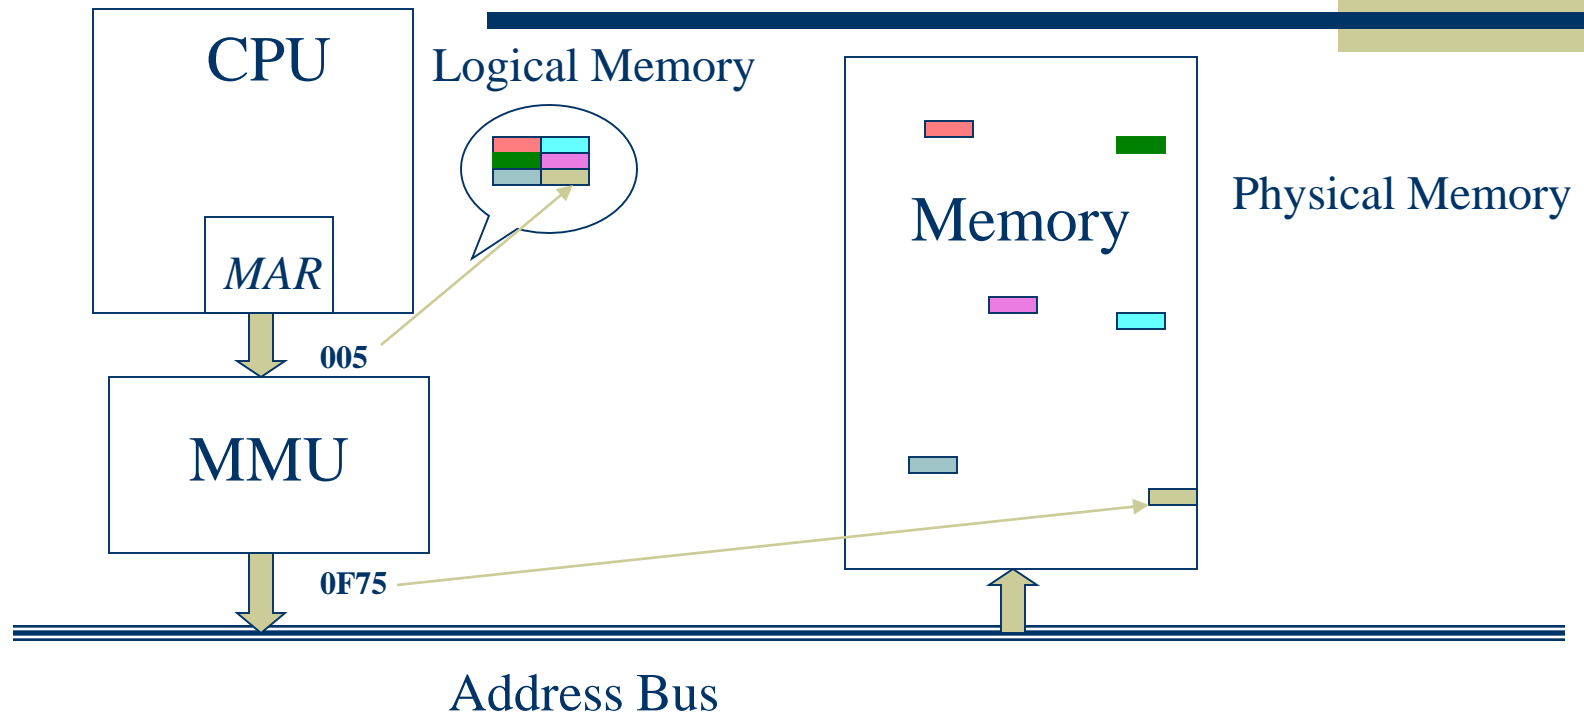 CPU
Logical Memory
Physical Memory
Memory
MAR
005
MMU
0F75
Address Bus